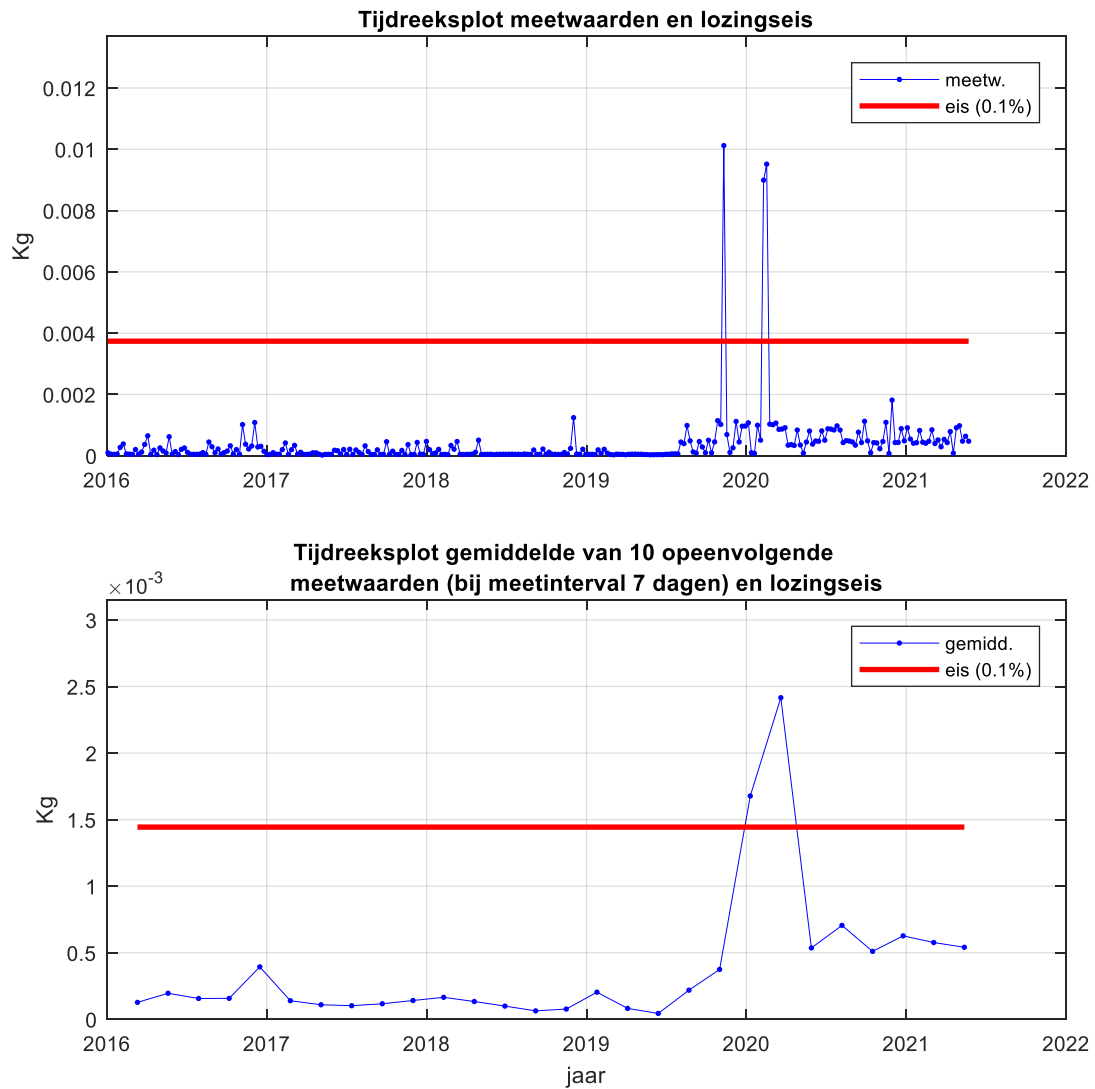 Tijdreeksplot meetwaarden en lozingseis
meetw.
eis (0.1%)
Kg
0.012
0.01
0.008
0.006
0.004
0.002
0
2016 2017 2018 2019 2020 2021 2022
Tijdreeksplot gemiddelde van 10 opeenvolgende
meetwaarden (bij meetinterval 7 dagen) en lozingseis
×10⁻³
gemidd.
eis (0.1%)
Kg
3
2.5
2
1.5
1
0.5
0
2016 2017 2018 2019 2020 2021 2022
jaar